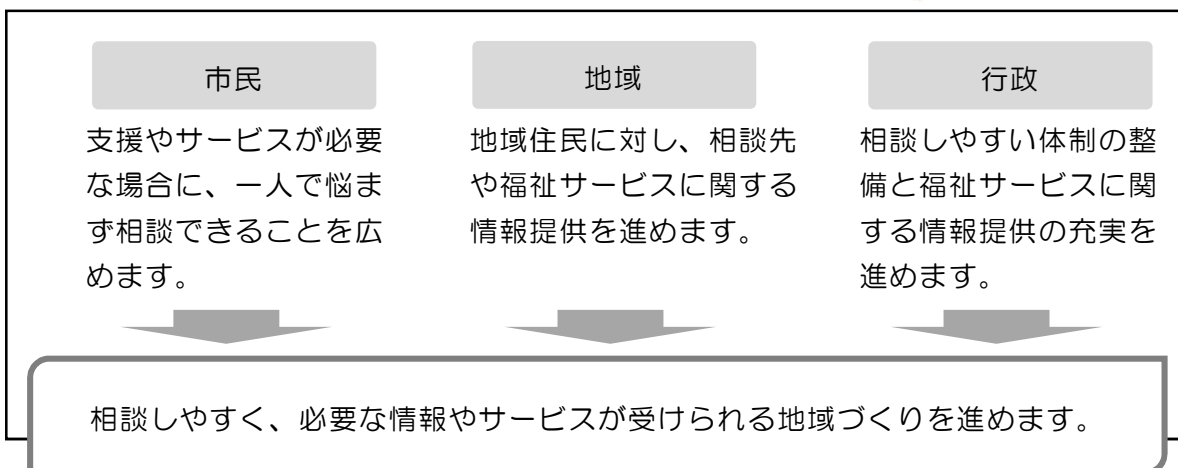 市民
支援やサービスが必要
な場合に、一人で悩ま
ず相談できることを広
めます。
地域
地域住民に対し、相談先
や福祉サービスに関する
情報提供を進めます。
行政
相談しやすい体制の整
備と福祉サービスに関
する情報提供の充実を
進めます。
相談しやすく、必要な情報やサービスが受けられる地域づくりを進めます。